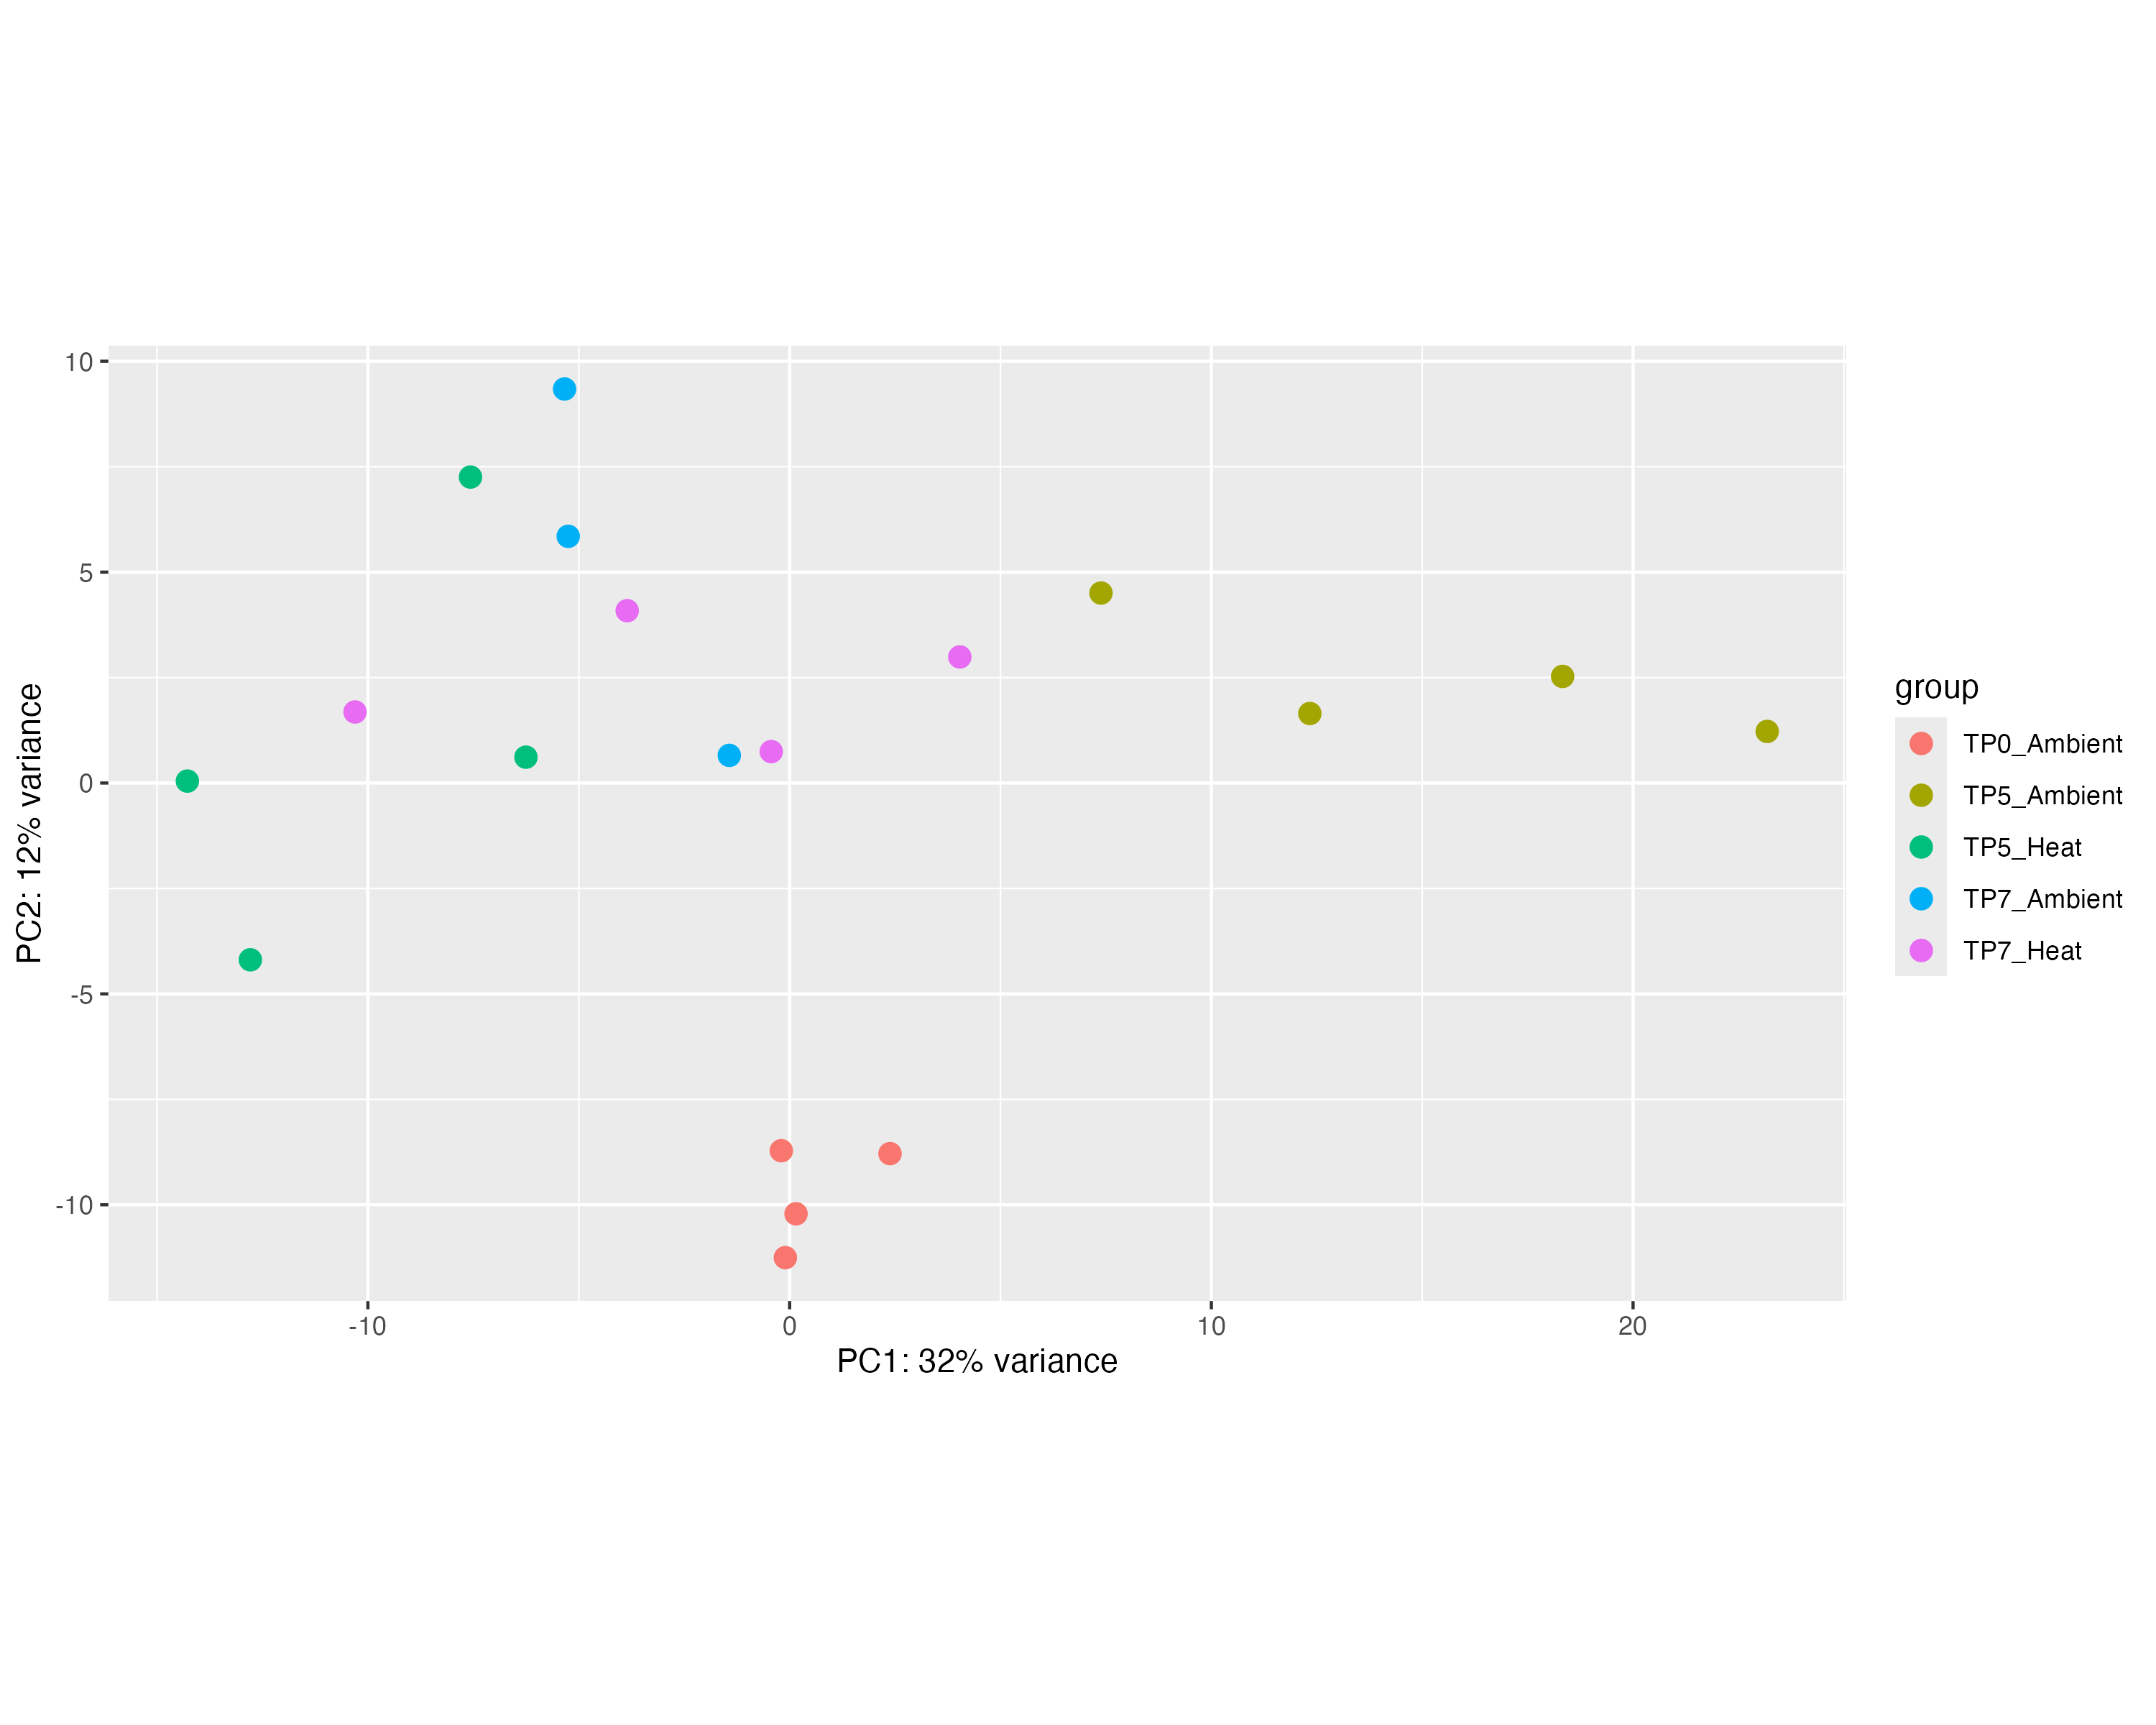 10
5
0
-5
-10
PC2: 12% variance
-10
0
10
20
PC1: 32% variance
group
TP0_Ambient
TP5_Ambient
TP5_Heat
TP7_Ambient
TP7_Heat